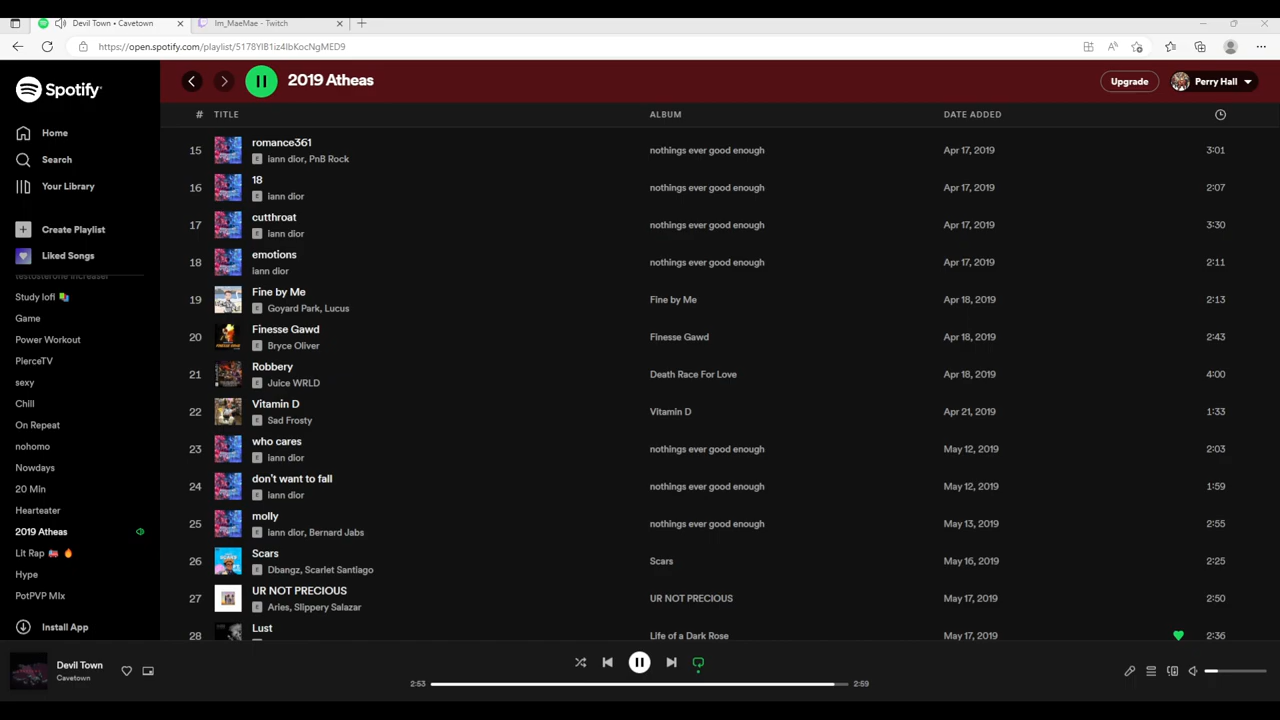 Devil Town • Cavetown
Im_MaeMae - Twitch
https://open.spotify.com/playlist/5178YlB1iz4lbKocNgMED9
Spotify
2019 Atheas
Upgrade
Perry Hall
Home
Search
Your Library
Create Playlist
Liked Songs
testosterone increaser
Study lofi
Game
Power Workout
PierceTV
sexy
Chill
On Repeat
nohomo
Nowdays
20 Min
Hearteater
2019 Atheas
Lit Rap
Hype
PotPVP MIx
Install App
# TITLE ALBUM DATE ADDED
15 romance361 nothings ever good enough Apr 17, 2019 3:01
E iann dior, PnB Rock
16 18 nothings ever good enough Apr 17, 2019 2:07
E iann dior
17 cutthroat nothings ever good enough Apr 17, 2019 3:30
E iann dior
18 emotions nothings ever good enough Apr 17, 2019 2:11
iann dior
19 Fine by Me Fine by Me Apr 18, 2019 2:13
E Goyard Park, Lucus
20 Finesse Gawd Finesse Gawd Apr 18, 2019 2:43
E Bryce Oliver
21 Robbery Death Race For Love Apr 18, 2019 4:00
E Juice WRLD
22 Vitamin D Vitamin D Apr 21, 2019 1:33
E Sad Frosty
23 who cares nothings ever good enough May 12, 2019 2:03
E iann dior
24 don't want to fall nothings ever good enough May 12, 2019 1:59
E iann dior
25 molly nothings ever good enough May 13, 2019 2:55
E iann dior, Bernard Jabs
26 Scars Scars May 16, 2019 2:25
E Dbangz, Scarlet Santiago
27 UR NOT PRECIOUS UR NOT PRECIOUS May 17, 2019 2:50
E Aries, Slippery Salazar
28 Lust Life of a Dark Rose May 17, 2019 2:36
Devil Town
Cavetown
2:53 2:59